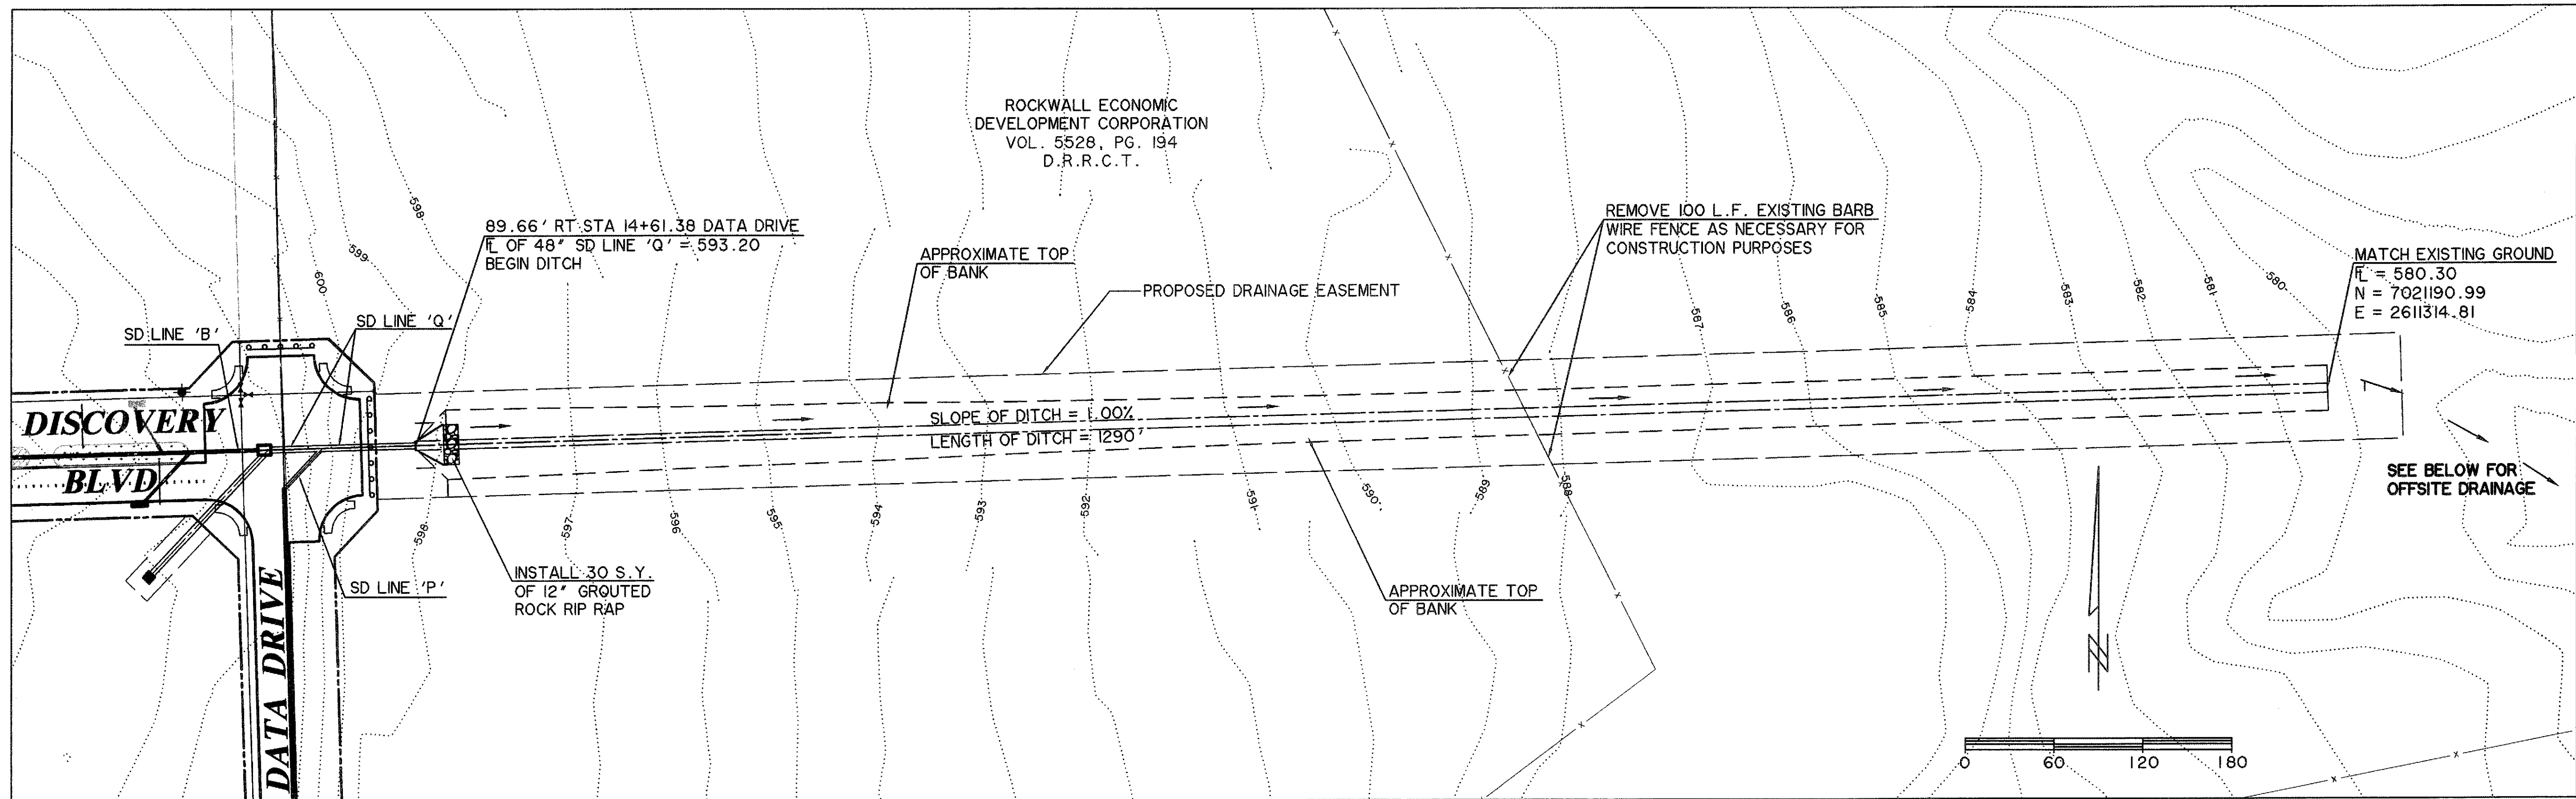 ROCKWALL ECONOMIC
DEVELOPMENT CORPORATION
VOL. 5528, PG. 194
D.R.R.C.T.
598
599
600
89.66' RT STA 14+61.38 DATA DRIVE
℄ OF 48" SD LINE 'Q' = 593.20
BEGIN DITCH
APPROXIMATE TOP
OF BANK
PROPOSED DRAINAGE EASEMENT
REMOVE 100 L.F. EXISTING BARB
WIRE FENCE AS NECESSARY FOR
CONSTRUCTION PURPOSES
MATCH EXISTING GROUND
℄ = 580.30
N = 7021190.99
E = 2611314.81
587
586
585
584
583
582
581
580
SD LINE 'B'
SD LINE 'Q'
DISCOVERY
BLVD
SLOPE OF DITCH = 1.00%
LENGTH OF DITCH = 1290'
SEE BELOW FOR
OFFSITE DRAINAGE
598
597
596
595
594
593
592
591
590
589
588
INSTALL 30 S.Y.
OF 12" GROUTED
ROCK RIP RAP
SD LINE 'P'
APPROXIMATE TOP
OF BANK
DATA DRIVE
N
0 60 120 180